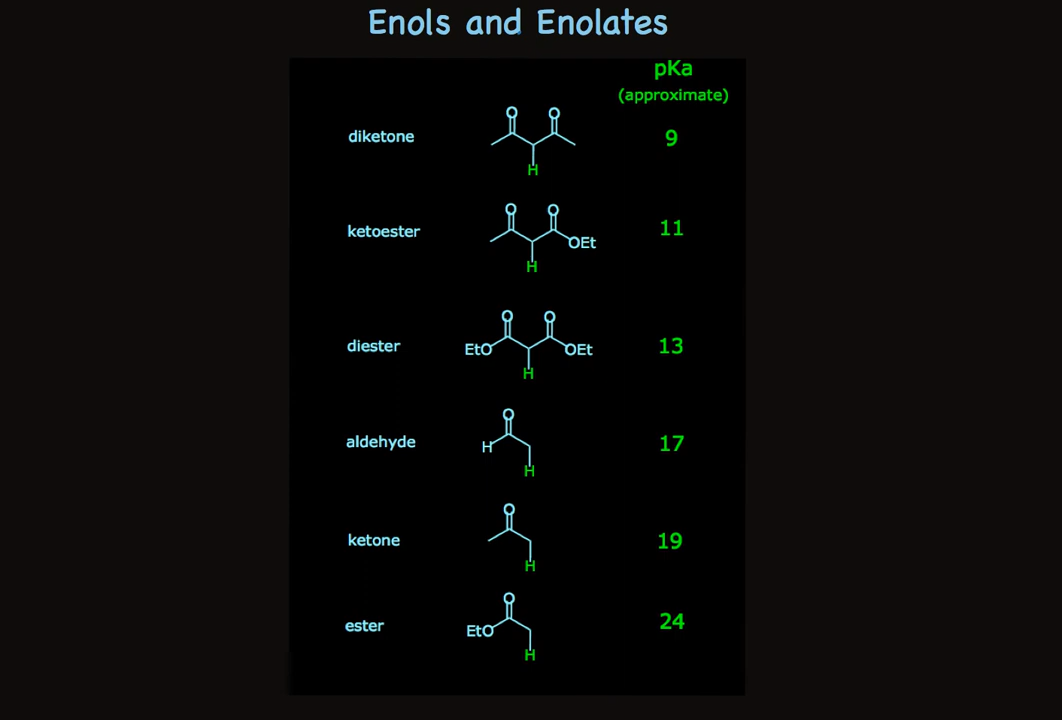 Enols and Enolates
pKa
(approximate)
O O
diketone 9
H
O O
ketoester 11
OEt
H
O O
diester 13
EtO OEt
H
O
aldehyde 17
H
H
O
ketone 19
H
O
ester 24
EtO
H